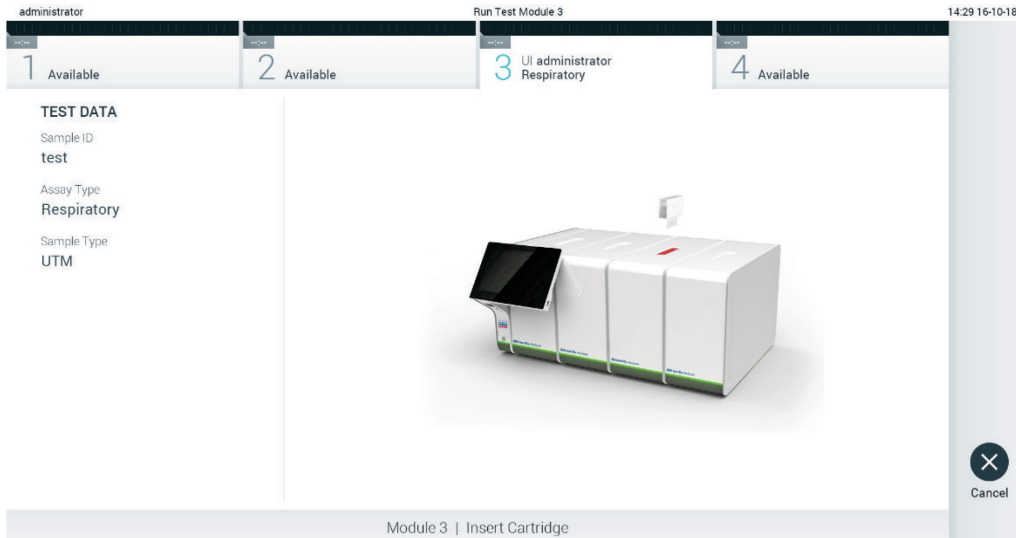 administrator
Run Test Module 3
14:29 16-10-18
--:--
--:--
--:--
--:--
1 Available
2 Available
3 UI administrator
Respiratory
4 Available
TEST DATA
Sample ID
test
Assay Type
Respiratory
Sample Type
UTM
Cancel
Module 3 | Insert Cartridge